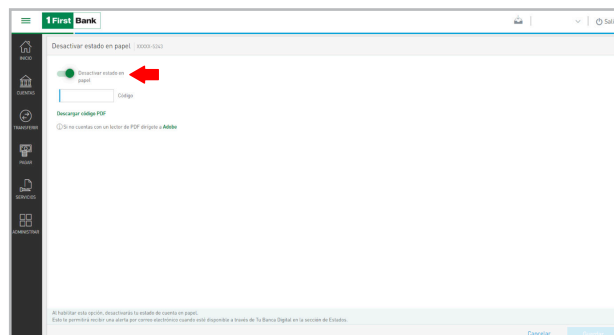 1 First Bank
Sali
INICIO
CUENTAS
TRANSFERIR
PAGAR
SERVICIOS
ADMINISTRAR
Desactivar estado en papel
Desactivar estado en
papel
Código
Descargar código PDF
Si no cuentas con un lector de PDF dirígete a Adobe
Al habilitar esta opción, desactivarás tu estado de cuenta en papel.
Esto te permitirá recibir una alerta por correo electrónico cuando esté disponible a través de Tu Banca Digital en la sección de Estados.
Cancelar